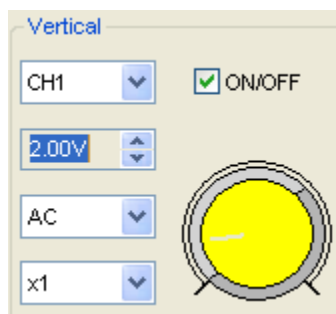 Vertical
CH1
ON/OFF
2.00V
AC
x1